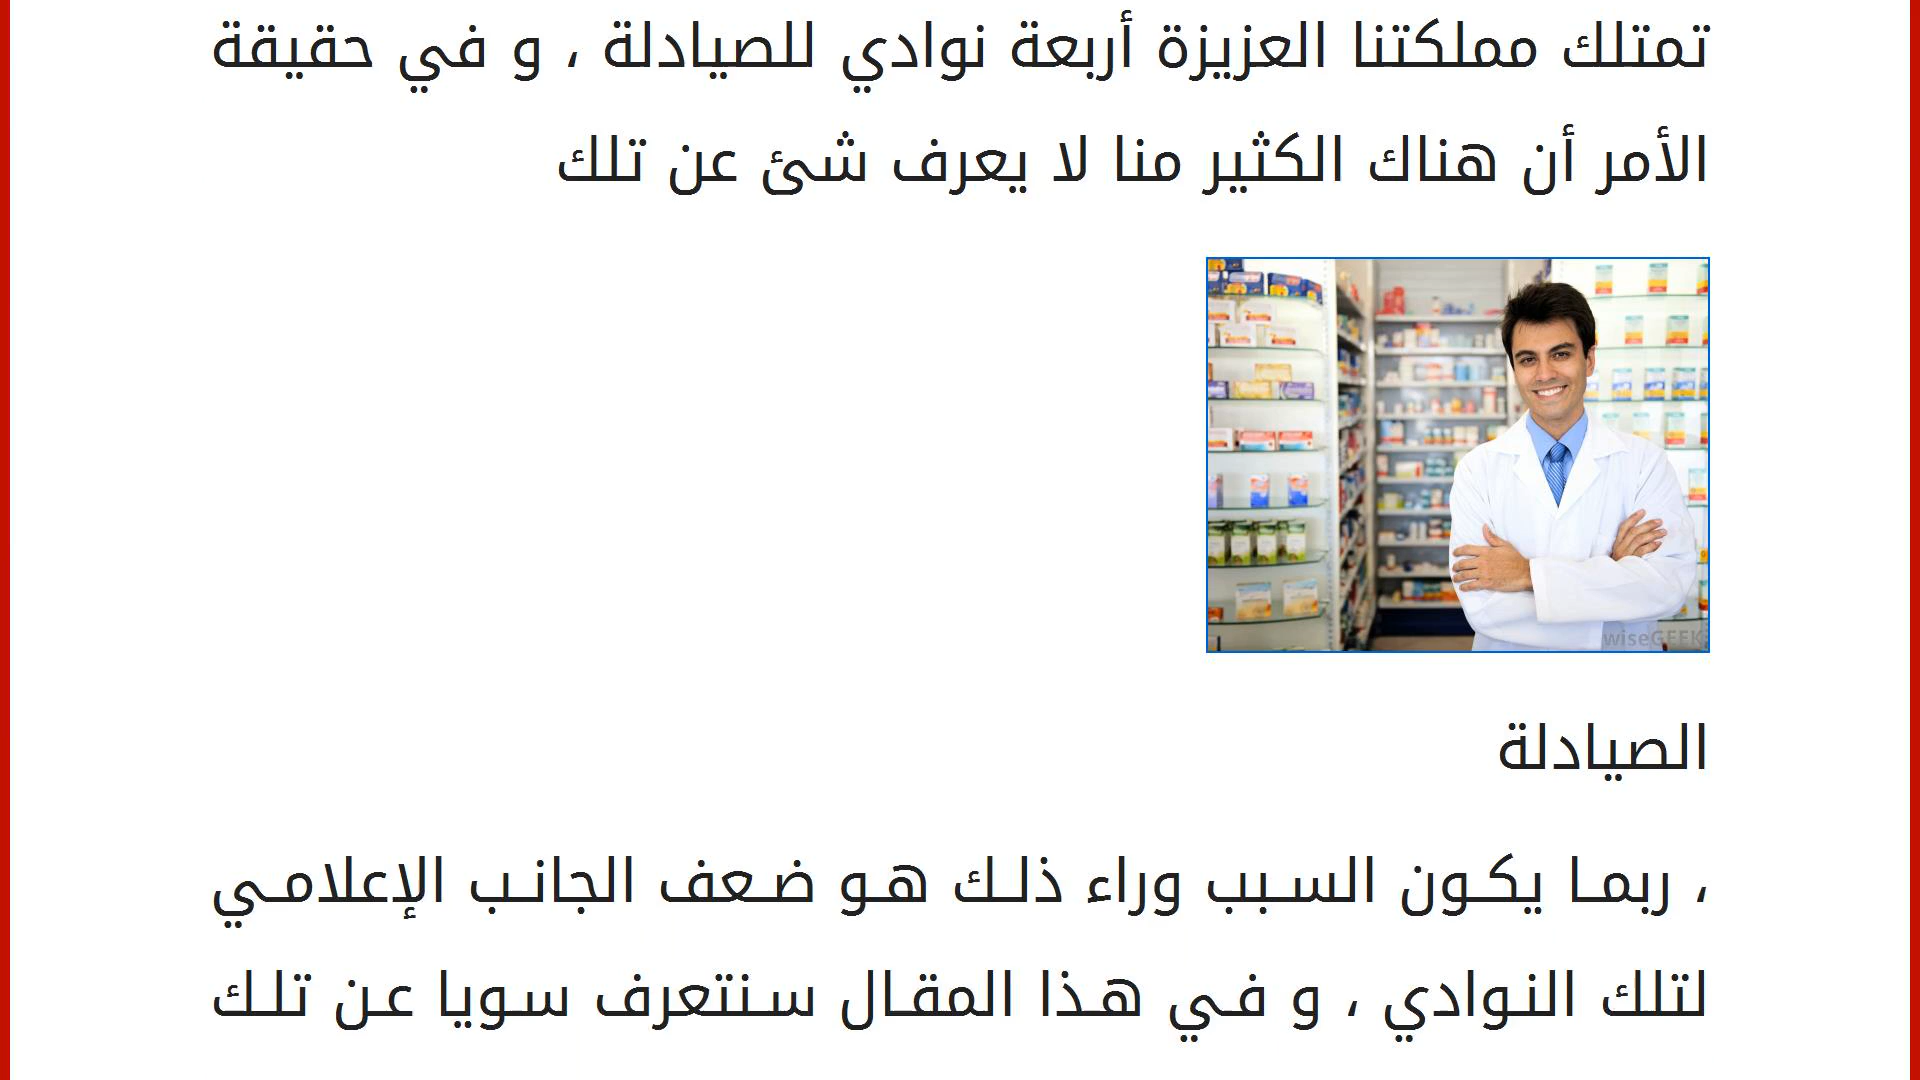 تمتلك مملكتنا العزيزة أربعة نوادي للصيادلة ، و في حقيقة
الأمر أن هناك الكثير منا لا يعرف شئ عن تلك
wiseGEEK
الصيادلة
، ربما يكون السبب وراء ذلك هو ضعف الجانب الإعلامي
لتلك النوادي ، و في هذا المقال سنتعرف سويا عن تلك